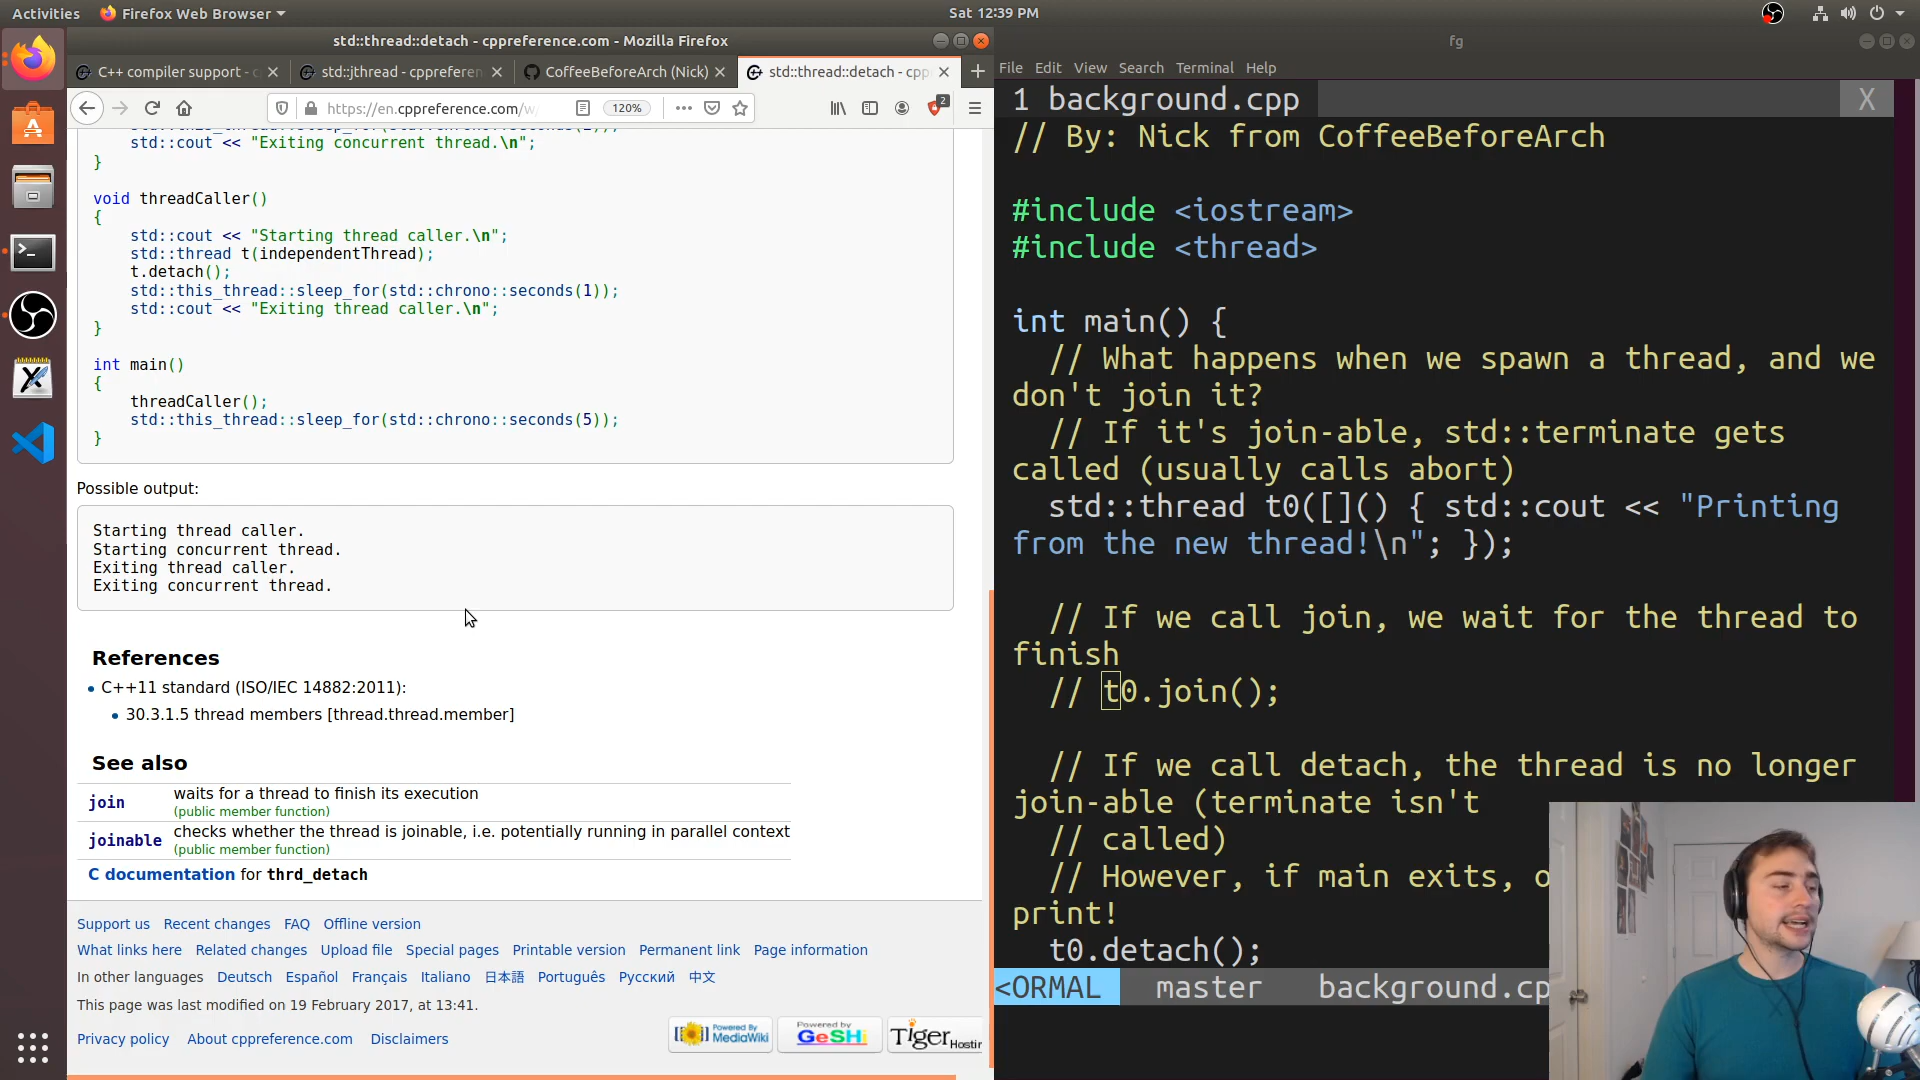 Activities
Firefox Web Browser
Sat 12:39 PM
std::thread::detach - cppreference.com - Mozilla Firefox
fg
C++ compiler support - c
std::jthread - cppreferen
CoffeeBeforeArch (Nick)
std::thread::detach - cpp
https://en.cppreference.com/w
120%
2
std::cout << "Exiting concurrent thread.\n";
}
void threadCaller()
{
std::cout << "Starting thread caller.\n";
std::thread t(independentThread);
t.detach();
std::this_thread::sleep_for(std::chrono::seconds(1));
std::cout << "Exiting thread caller.\n";
}
int main()
{
threadCaller();
std::this_thread::sleep_for(std::chrono::seconds(5));
}
Possible output:
Starting thread caller.
Starting concurrent thread.
Exiting thread caller.
Exiting concurrent thread.
References
C++11 standard (ISO/IEC 14882:2011):
30.3.1.5 thread members [thread.thread.member]
See also
join waits for a thread to finish its execution
(public member function)
joinable checks whether the thread is joinable, i.e. potentially running in parallel context
(public member function)
C documentation for thrd_detach
Support us Recent changes FAQ Offline version
What links here Related changes Upload file Special pages Printable version Permanent link Page information
In other languages Deutsch Español Français Italiano 日本語 Português Русский 中文
This page was last modified on 19 February 2017, at 13:41.
Privacy policy About cppreference.com Disclaimers
Powered By MediaWiki
Powered by GeSHi
Tiger Hosti
File Edit View Search Terminal Help
1 background.cpp X
// By: Nick from CoffeeBeforeArch
#include <iostream>
#include <thread>
int main() {
// What happens when we spawn a thread, and we
don't join it?
// If it's join-able, std::terminate gets
called (usually calls abort)
std::thread t0([]() { std::cout << "Printing
from the new thread!\n"; });
// If we call join, we wait for the thread to
finish
// t0.join();
// If we call detach, the thread is no longer
join-able (terminate isn't
// called)
// However, if main exits, o
print!
t0.detach();
<ORMAL master background.cp